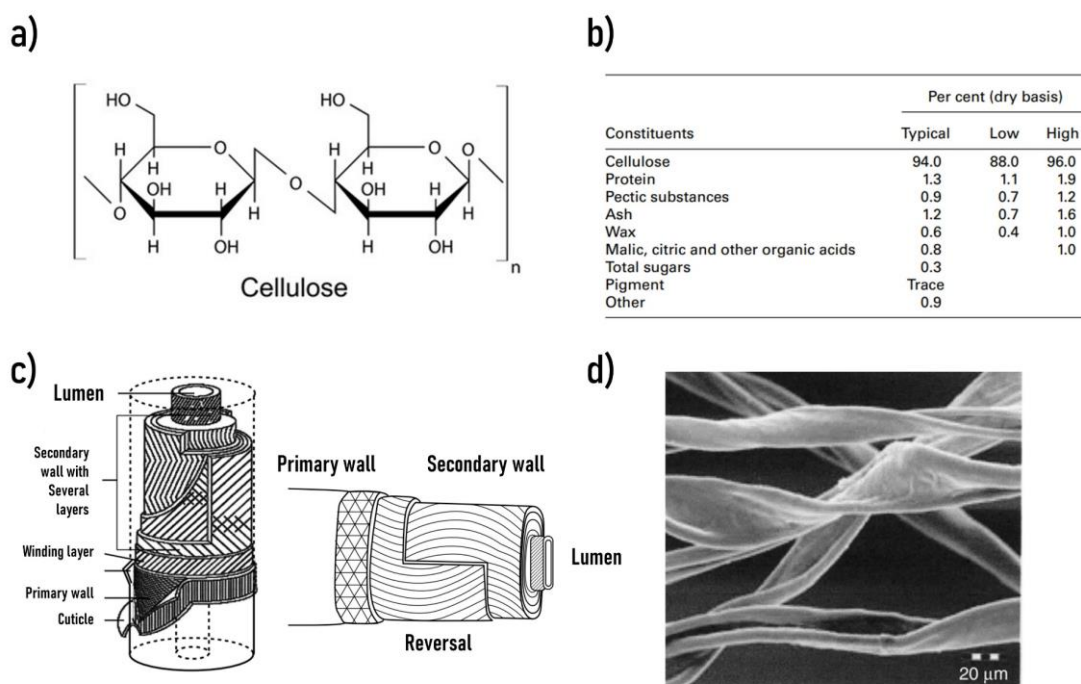 a)
HO
HO
H
O
H
O
O
H
H
OH
H
O
OH
H
O
H
H
H
OH
H
OH
n
Cellulose
b)
Per cent (dry basis)
Constituents Typical Low High
Cellulose 94.0 88.0 96.0
Protein 1.3 1.1 1.9
Pectic substances 0.9 0.7 1.2
Ash 1.2 0.7 1.6
Wax 0.6 0.4 1.0
Malic, citric and other organic acids 0.8 1.0
Total sugars 0.3
Pigment Trace
Other 0.9
c)
Lumen
Secondary
wall with
Several
layers
Winding layer
Primary wall
Cuticle
Primary wall
Secondary wall
Lumen
Reversal
d)
20 μm